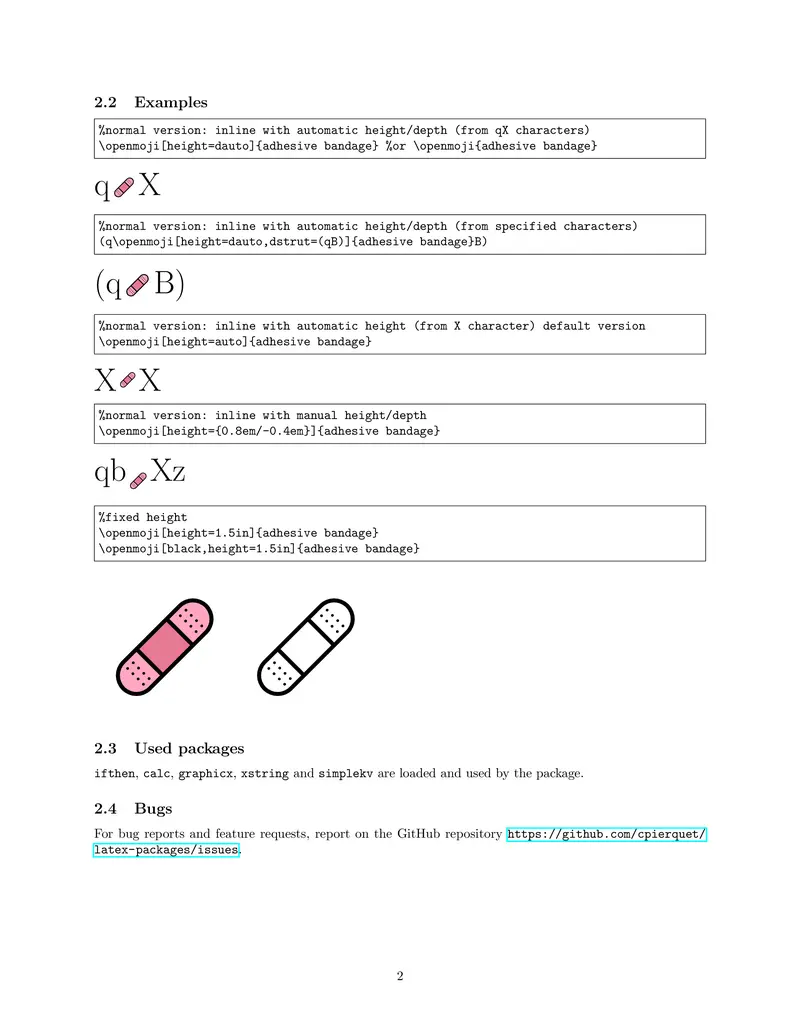 2.2 Examples
%normal version: inline with automatic height/depth (from qX characters)
\openmoji[height=dauto]{adhesive bandage} %or \openmoji{adhesive bandage}
q X
%normal version: inline with automatic height/depth (from specified characters)
(q\openmoji[height=dauto,dstrut=(qB)]{adhesive bandage}B)
(q B)
%normal version: inline with automatic height (from X character) default version
\openmoji[height=auto]{adhesive bandage}
X X
%normal version: inline with manual height/depth
\openmoji[height={0.8em/-0.4em}]{adhesive bandage}
qb Xz
%fixed height
\openmoji[height=1.5in]{adhesive bandage}
\openmoji[black,height=1.5in]{adhesive bandage}
2.3 Used packages
ifthen, calc, graphicx, xstring and simplekv are loaded and used by the package.
2.4 Bugs
For bug reports and feature requests, report on the GitHub repository https://github.com/cpierquet/
latex-packages/issues.
2